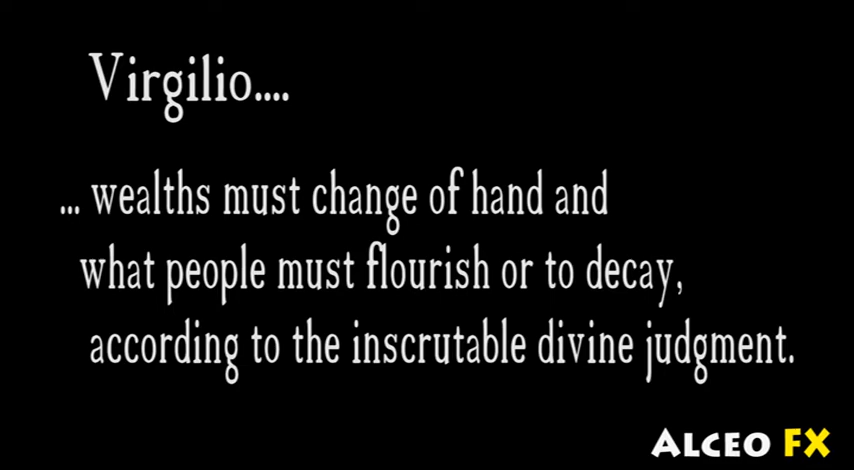 Virgilio....
... wealths must change of hand and
what people must flourish or to decay,
according to the inscrutable divine judgment.
ALCEO FX